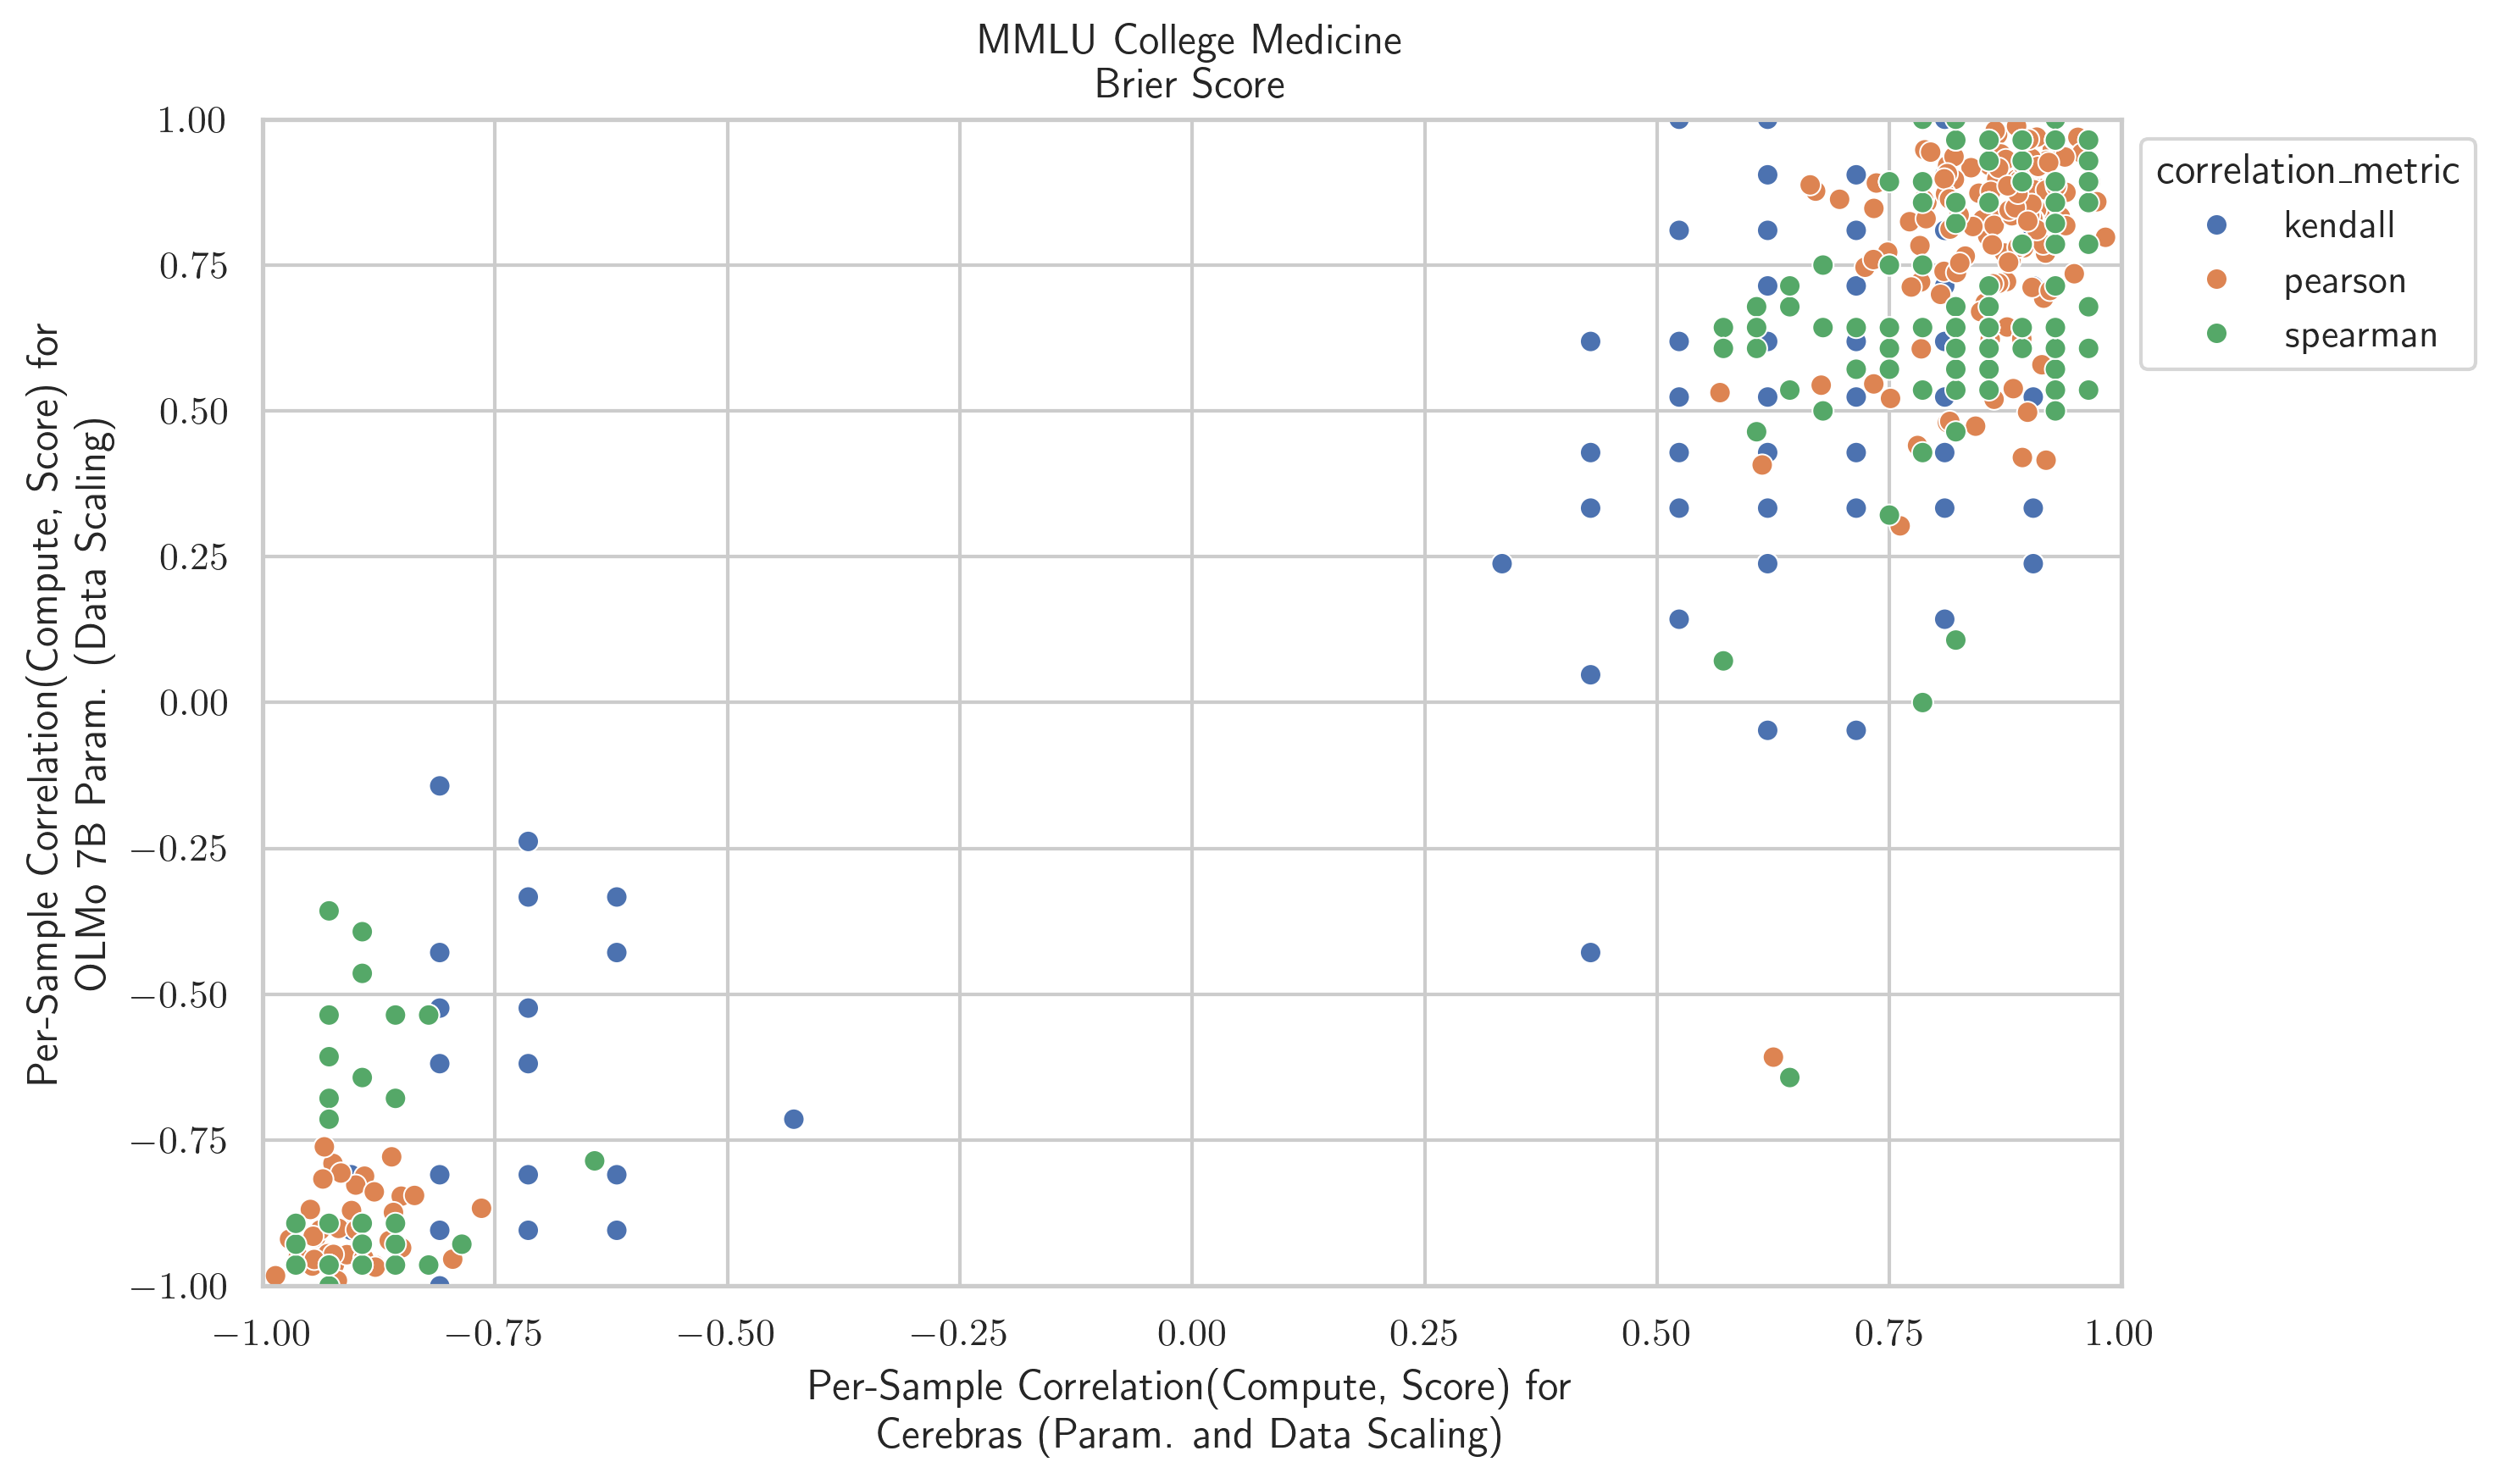 MMLU College Medicine
Brier Score
Per-Sample Correlation(Compute, Score) for
OLMo 7B Param. (Data Scaling)
1.00
0.75
0.50
0.25
0.00
−0.25
−0.50
−0.75
−1.00
correlation_metric
kendall
pearson
spearman
−1.00 −0.75 −0.50 −0.25 0.00 0.25 0.50 0.75 1.00
Per-Sample Correlation(Compute, Score) for
Cerebras (Param. and Data Scaling)